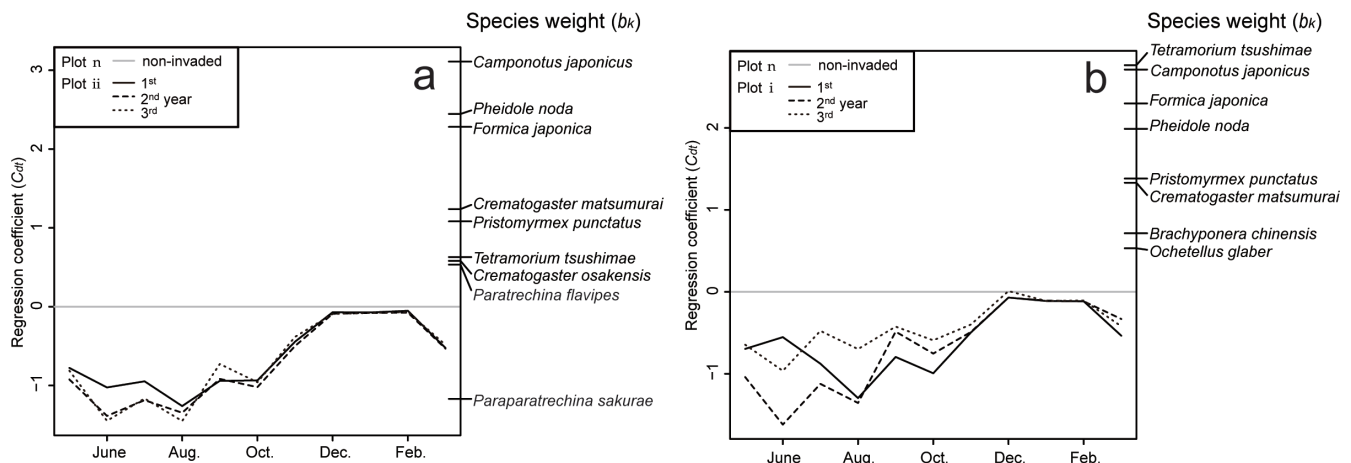 Species weight (bk)
a
Plot n non-invaded
Plot ii 1st
2nd year
3rd
Camponotus japonicus
Pheidole noda
Formica japonica
Crematogaster matsumurai
Pristomyrmex punctatus
Tetramorium tsushimae
Crematogaster osakensis
Paratrechina flavipes
Paraparatrechina sakurae
Regression coefficient (Cdt)
3
2
1
0
−1
June Aug. Oct. Dec. Feb.
Species weight (bk)
b
Plot n non-invaded
Plot i 1st
2nd year
3rd
Tetramorium tsushimae
Camponotus japonicus
Formica japonica
Pheidole noda
Pristomyrmex punctatus
Crematogaster matsumurai
Brachyponera chinensis
Ochetellus glaber
Regression coefficient (Cdt)
2
1
0
−1
June Aug. Oct. Dec. Feb.